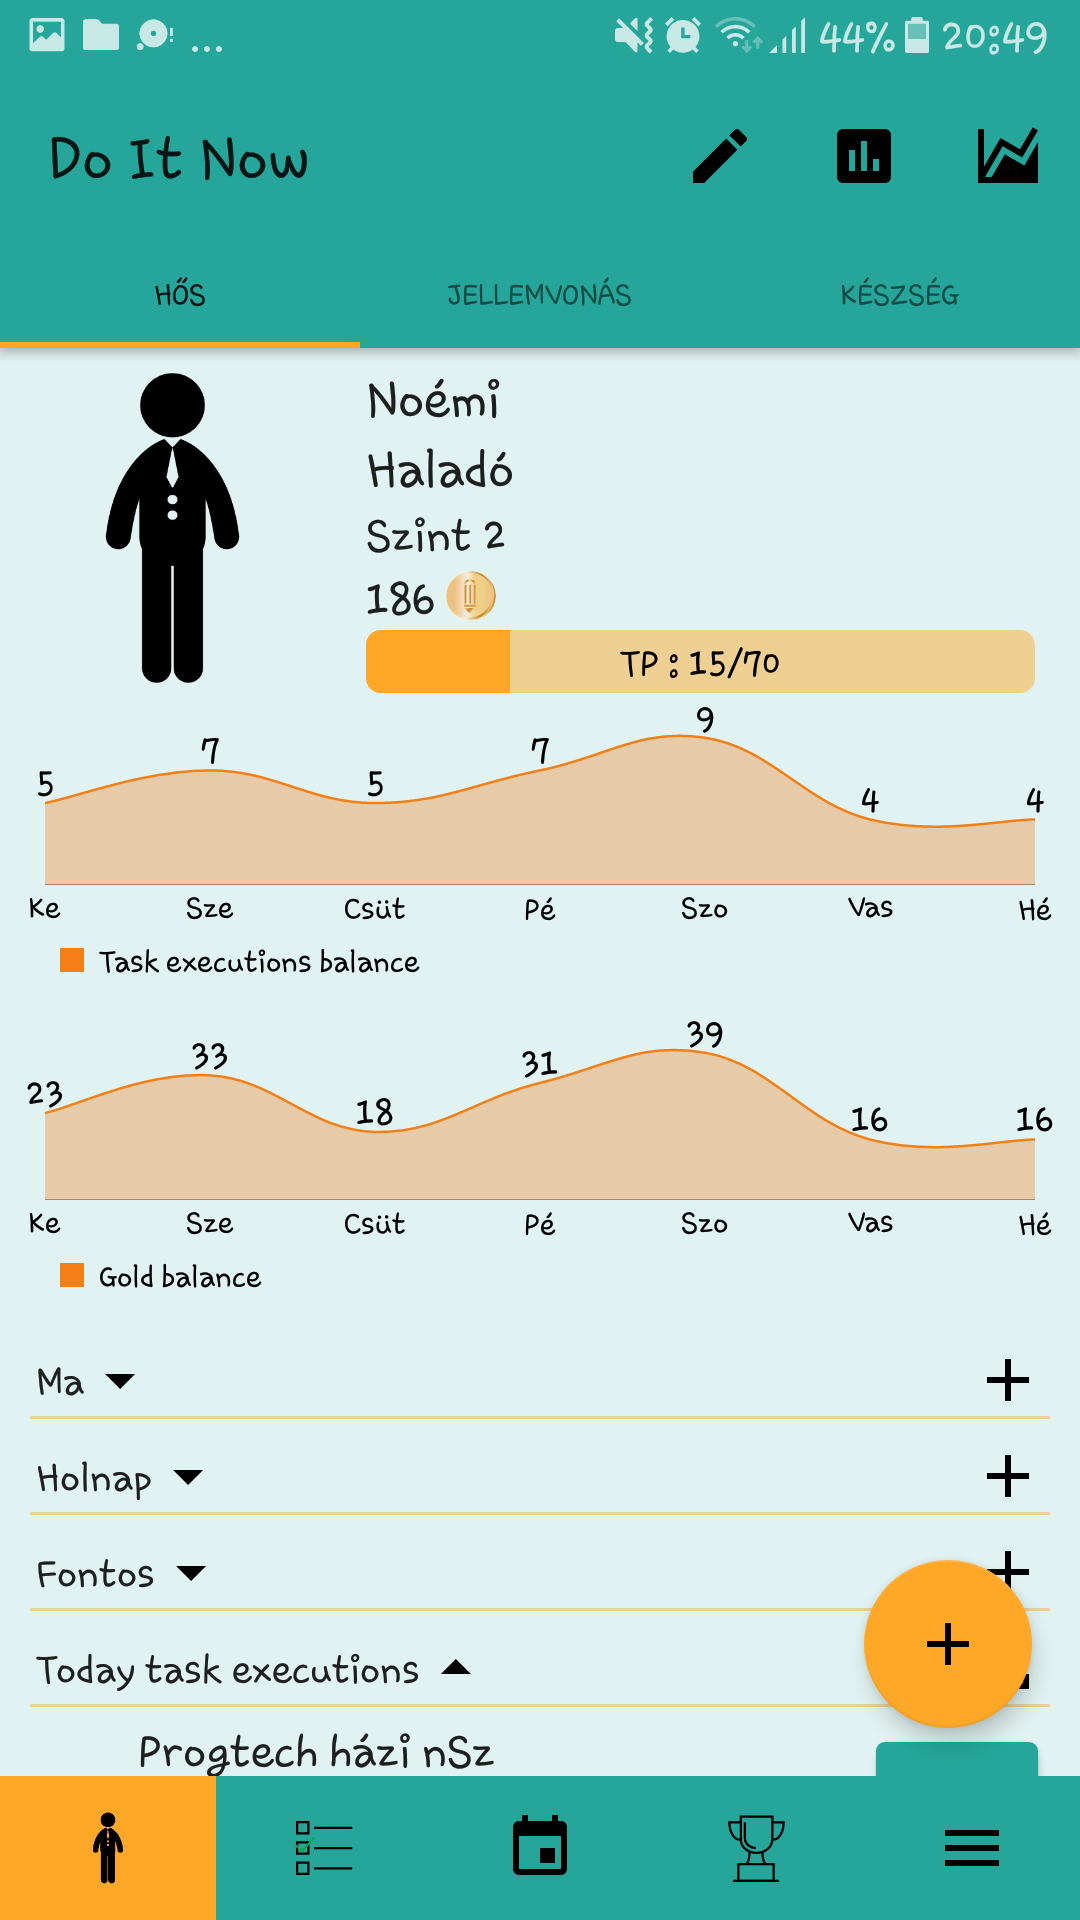 44% 20:49
Do It Now
HŐS JELLEMVONÁS KÉSZSÉG
Noémi
Haladó
Szint 2
186
TP : 15/70
5 7 5 7 9 4 4
Ke Sze Csüt Pé Szo Vas Hé
Task executions balance
23 33 18 31 39 16 16
Ke Sze Csüt Pé Szo Vas Hé
Gold balance
Ma
Holnap
Fontos
Today task executions
Progtech házi nSz